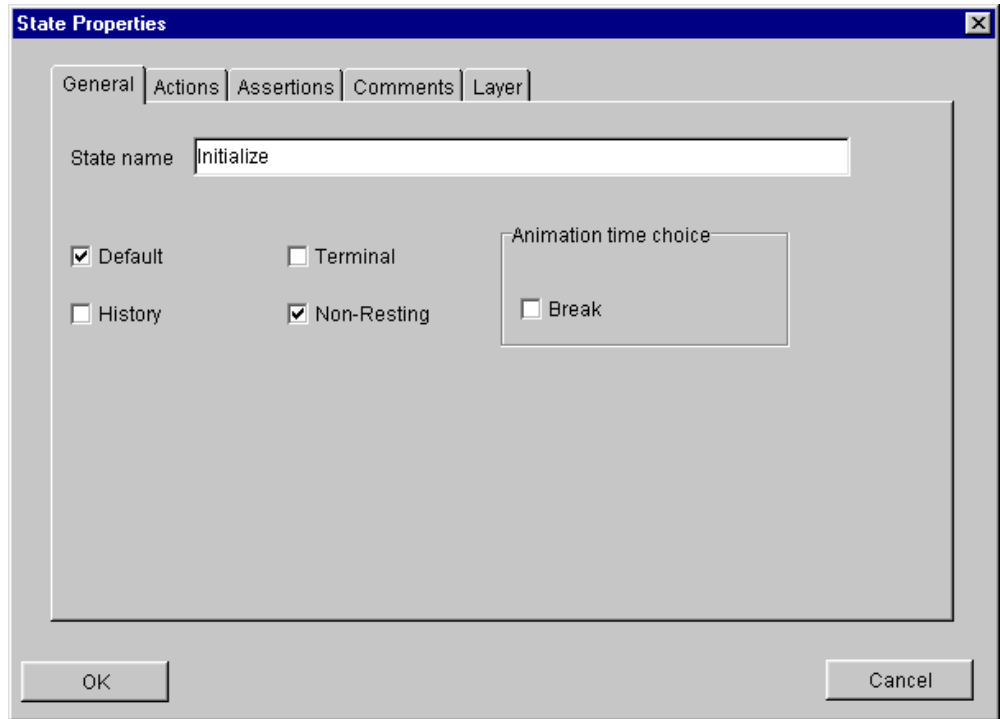 State Properties
General Actions Assertions Comments Layer
State name Initialize
Animation time choice
Default Terminal
History Non-Resting Break
OK Cancel